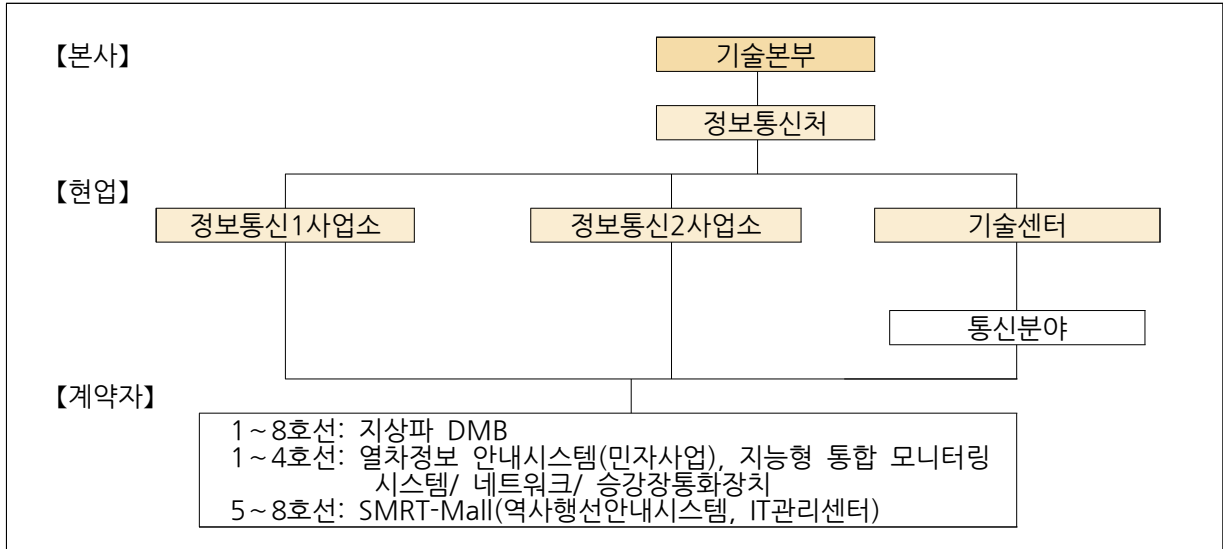 【본사】
기술본부
정보통신처
【현업】
정보통신1사업소
정보통신2사업소
기술센터
통신분야
【계약자】
1～8호선: 지상파 DMB
1～4호선: 열차정보 안내시스템(민자사업), 지능형 통합 모니터링
시스템/ 네트워크/ 승강장통화장치
5～8호선: SMRT-Mall(역사행선안내시스템, IT관리센터)